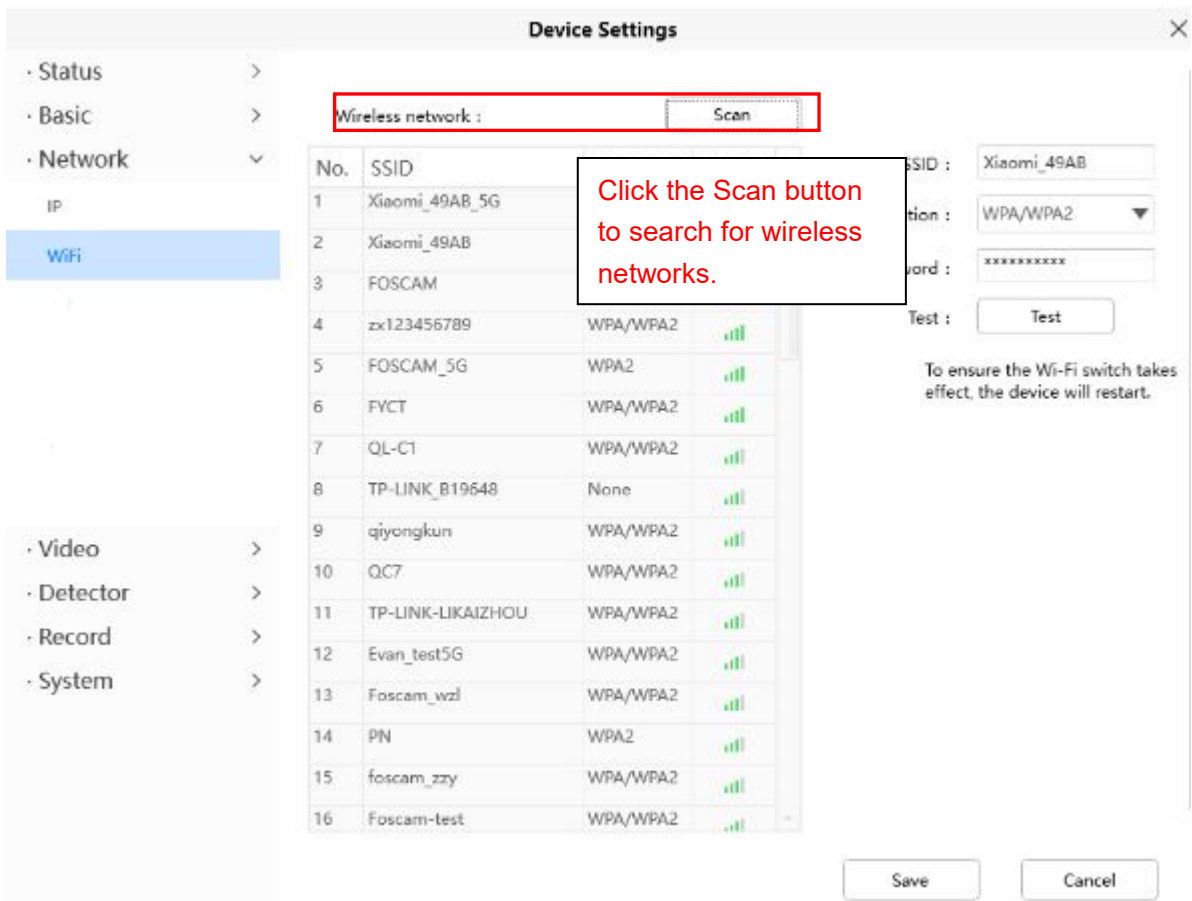 Device Settings
· Status
· Basic
· Network
IP
WiFi
· Video
· Detector
· Record
· System
Wireless network : Scan
No. SSID
1 Xiaomi_49AB_5G
2 Xiaomi_49AB
3 FOSCAM
4 zx123456789 WPA/WPA2
5 FOSCAM_5G WPA2
6 FYCT WPA/WPA2
7 QL-C1 WPA/WPA2
8 TP-LINK_B19648 None
9 qiyongkun WPA/WPA2
10 QC7 WPA/WPA2
11 TP-LINK-LIKAIZHOU WPA/WPA2
12 Evan_test5G WPA/WPA2
13 Foscam_wzl WPA/WPA2
14 PN WPA2
15 foscam_zzy WPA/WPA2
16 Foscam-test WPA/WPA2
Click the Scan button
to search for wireless
networks.
SSID : Xiaomi_49AB
tion : WPA/WPA2
word : **********
Test : Test
To ensure the Wi-Fi switch takes
effect, the device will restart.
Save Cancel